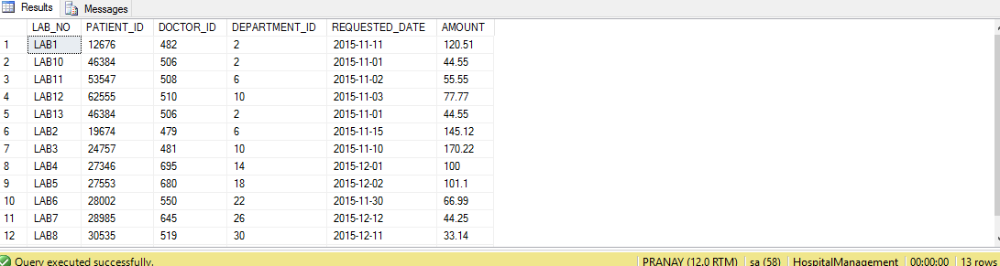 Results Messages
LAB_NO PATIENT_ID DOCTOR_ID DEPARTMENT_ID REQUESTED_DATE AMOUNT
1 LAB1 12676 482 2 2015-11-11 120.51
2 LAB10 46384 506 2 2015-11-01 44.55
3 LAB11 53547 508 6 2015-11-02 55.55
4 LAB12 62555 510 10 2015-11-03 77.77
5 LAB13 46384 506 2 2015-11-01 44.55
6 LAB2 19674 479 6 2015-11-15 145.12
7 LAB3 24757 481 10 2015-11-10 170.22
8 LAB4 27346 695 14 2015-12-01 100
9 LAB5 27553 680 18 2015-12-02 101.1
10 LAB6 28002 550 22 2015-11-30 66.99
11 LAB7 28985 645 26 2015-12-12 44.25
12 LAB8 30535 519 30 2015-12-11 33.14
Query executed successfully. PRANAY (12.0 RTM) sa (58) HospitalManagement 00:00:00 13 rows